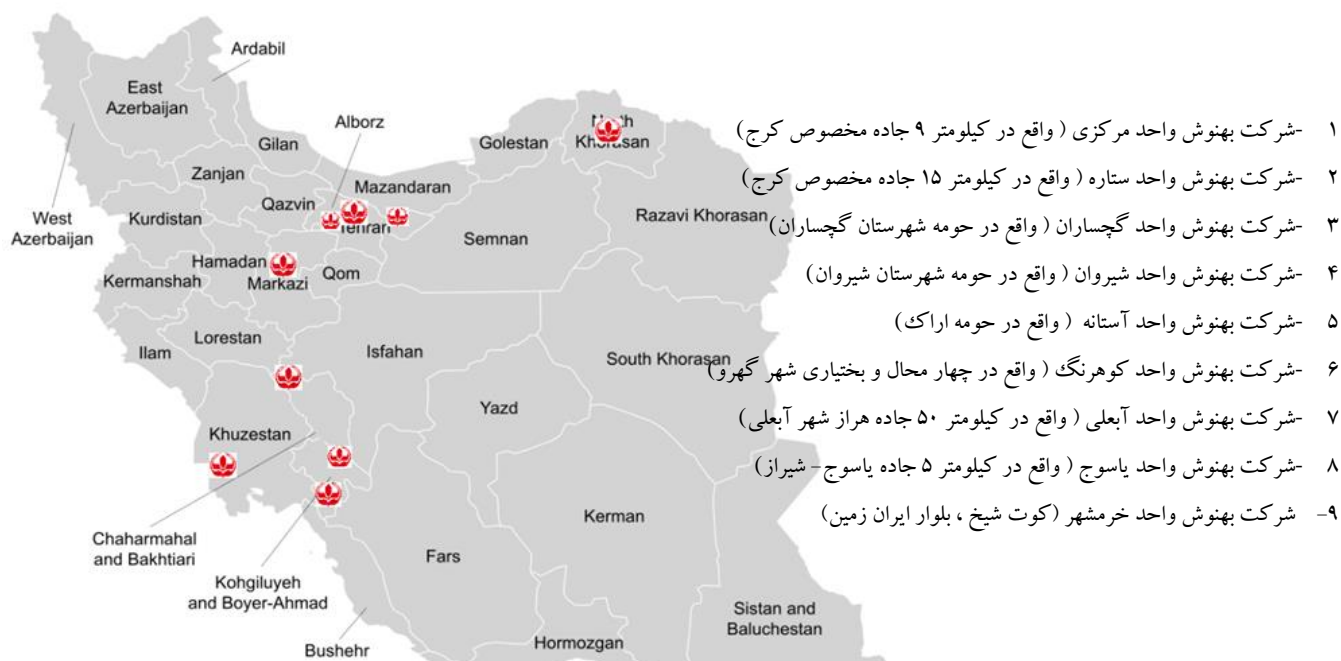 Ardabil
East
Azerbaijan
Alborz
Gilan
Golestan
North
Khorasan
Zanjan
Mazandaran
Qazvin
West
Azerbaijan
Kurdistan
Tehran
Semnan
Razavi Khorasan
Hamadan
Kermanshah
Markazi
Qom
Lorestan
Ilam
Isfahan
South Khorasan
Yazd
Khuzestan
Chaharmahal
and Bakhtiari
Kerman
Fars
Kohgiluyeh
and Boyer-Ahmad
Bushehr
Hormozgan
Sistan and
Baluchestan
۱ -شرکت بهنوش واحد مرکزی ( واقع در کیلومتر ۹ جاده مخصوص کرج)
۲ -شرکت بهنوش واحد ستاره ( واقع در کیلومتر ۱۵ جاده مخصوص کرج)
۳ -شرکت بهنوش واحد گچساران ( واقع در حومه شهرستان گچساران)
۴ -شرکت بهنوش واحد شیروان ( واقع در حومه شهرستان شیروان)
۵ -شرکت بهنوش واحد آستانه ( واقع در حومه اراک)
۶ -شرکت بهنوش واحد کوهرنگ ( واقع در چهار محال و بختیاری شهر گهرو)
۷ -شرکت بهنوش واحد آبعلی ( واقع در کیلومتر ۵۰ جاده هراز شهر آبعلی)
۸ -شرکت بهنوش واحد یاسوج ( واقع در کیلومتر ۵ جاده یاسوج- شیراز)
۹- شرکت بهنوش واحد خرمشهر (کوت شیخ ، بلوار ایران زمین)